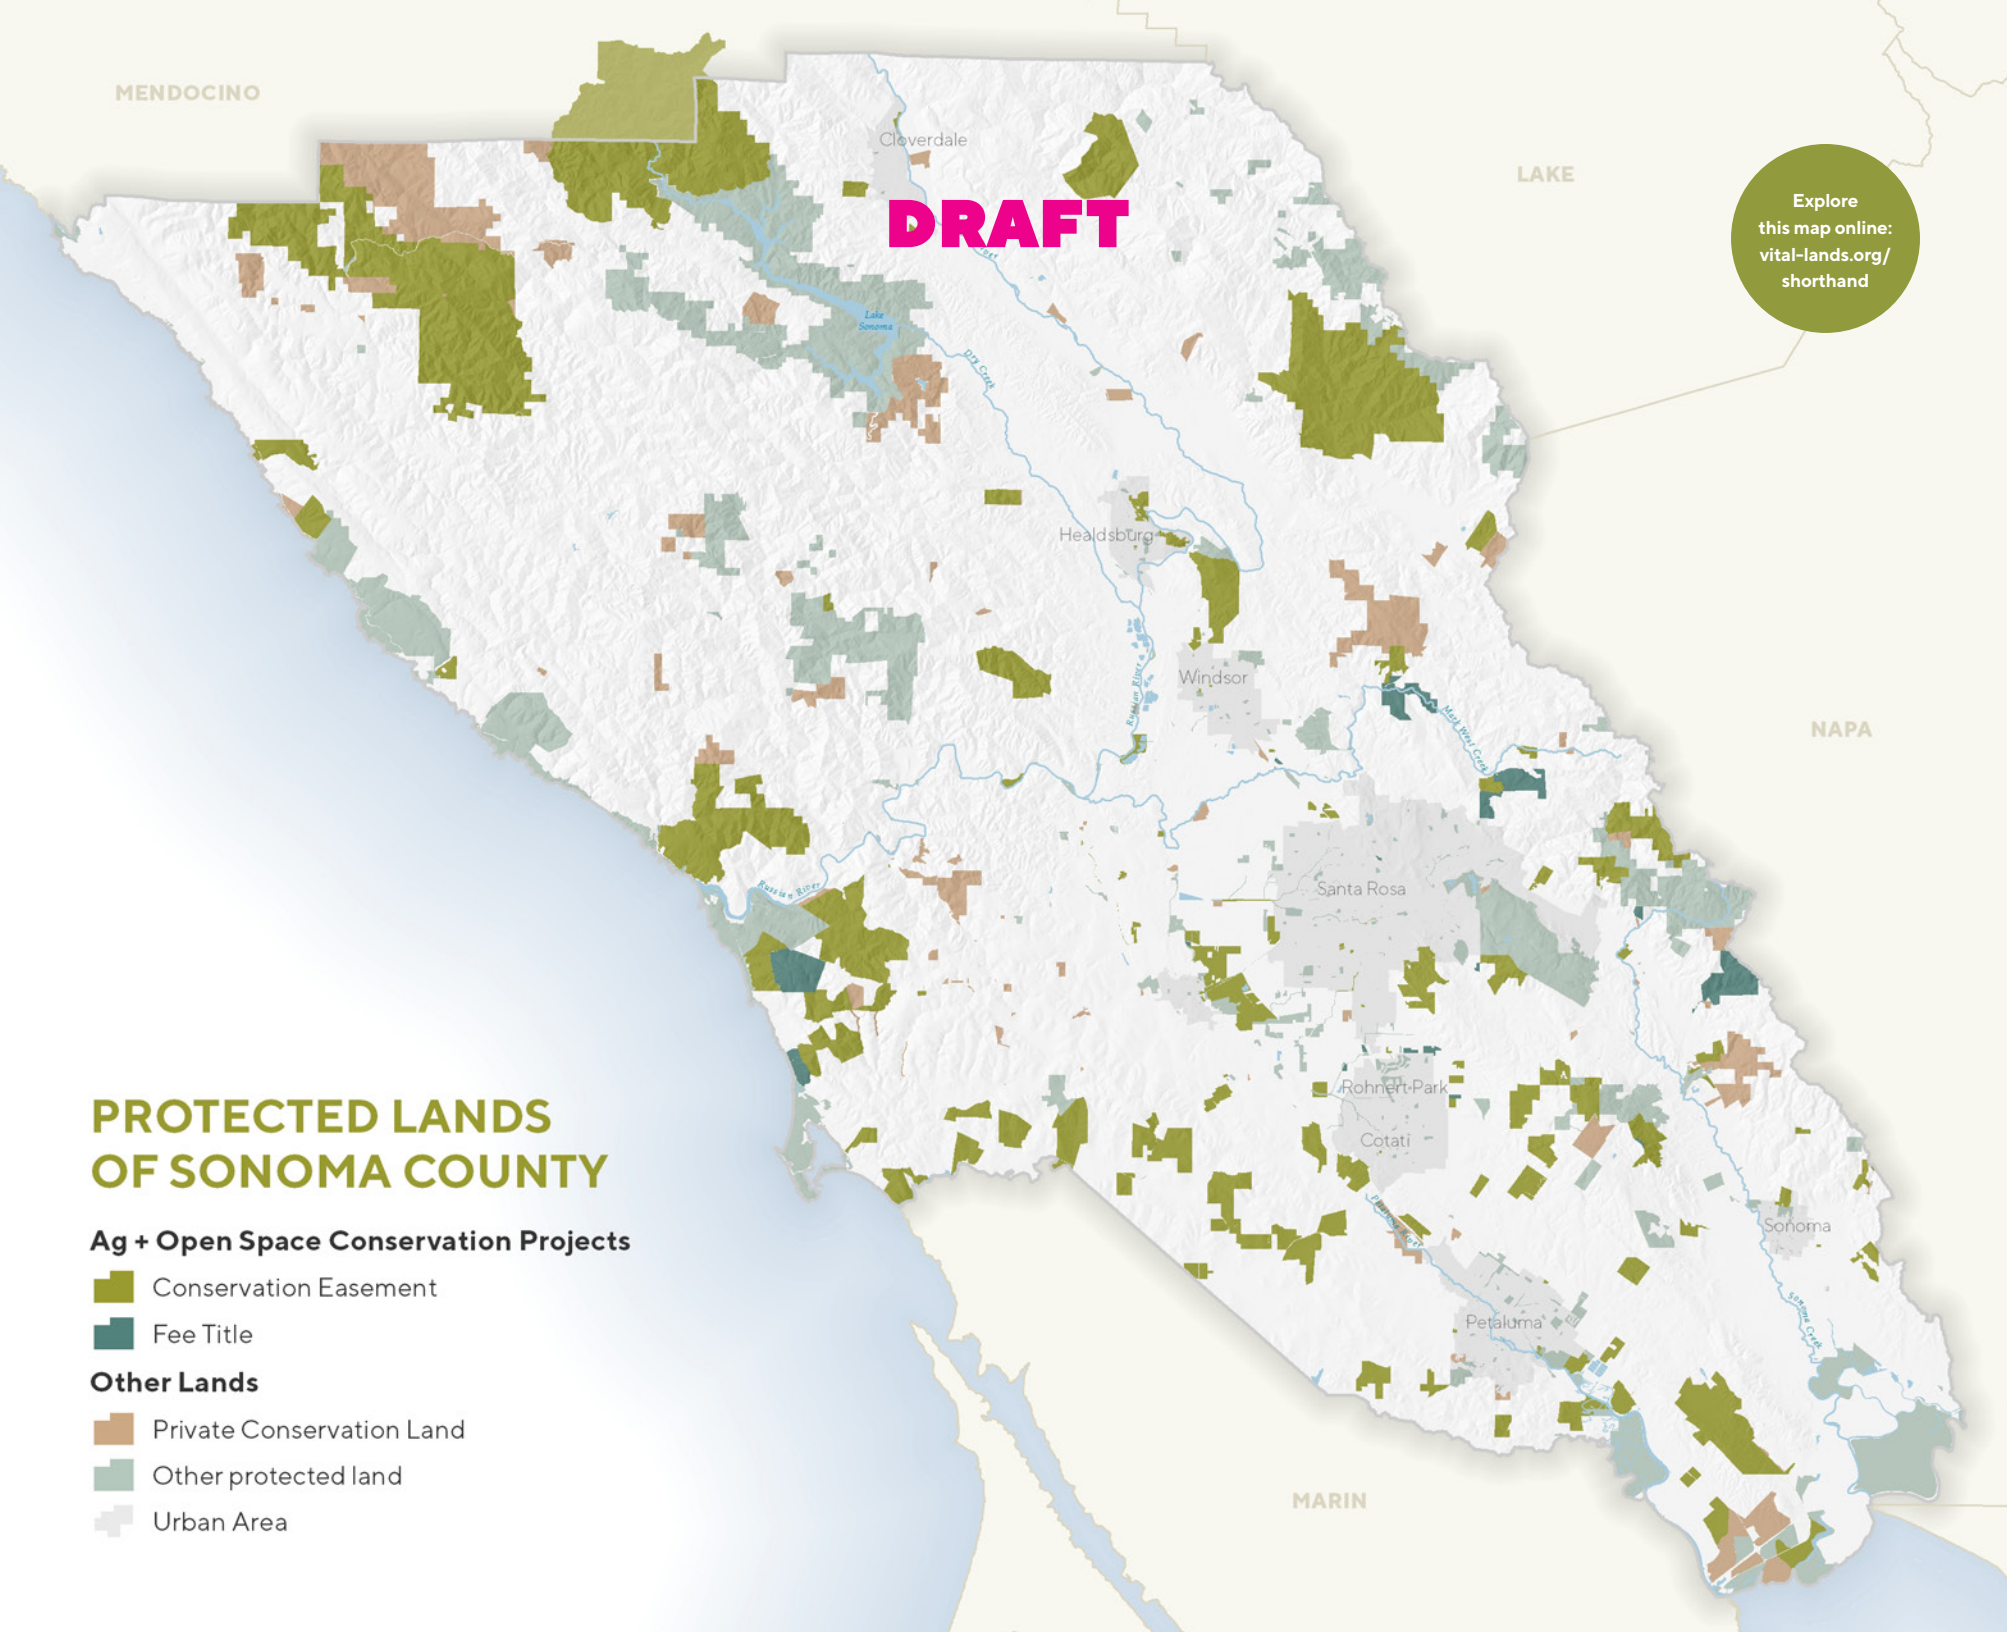 MENDOCINO
Cloverdale
LAKE
Explore
this map online:
vital-lands.org/
shorthand
DRAFT
Lake
Sonoma
Dry Creek
Healdsburg
Windsor
Russian River
Mark West Creek
NAPA
Russian River
Santa Rosa
Rohnert Park
Cotati
Sonoma
Petaluma
Sonoma Creek
MARIN
PROTECTED LANDS
OF SONOMA COUNTY
Ag + Open Space Conservation Projects
Conservation Easement
Fee Title
Other Lands
Private Conservation Land
Other protected land
Urban Area